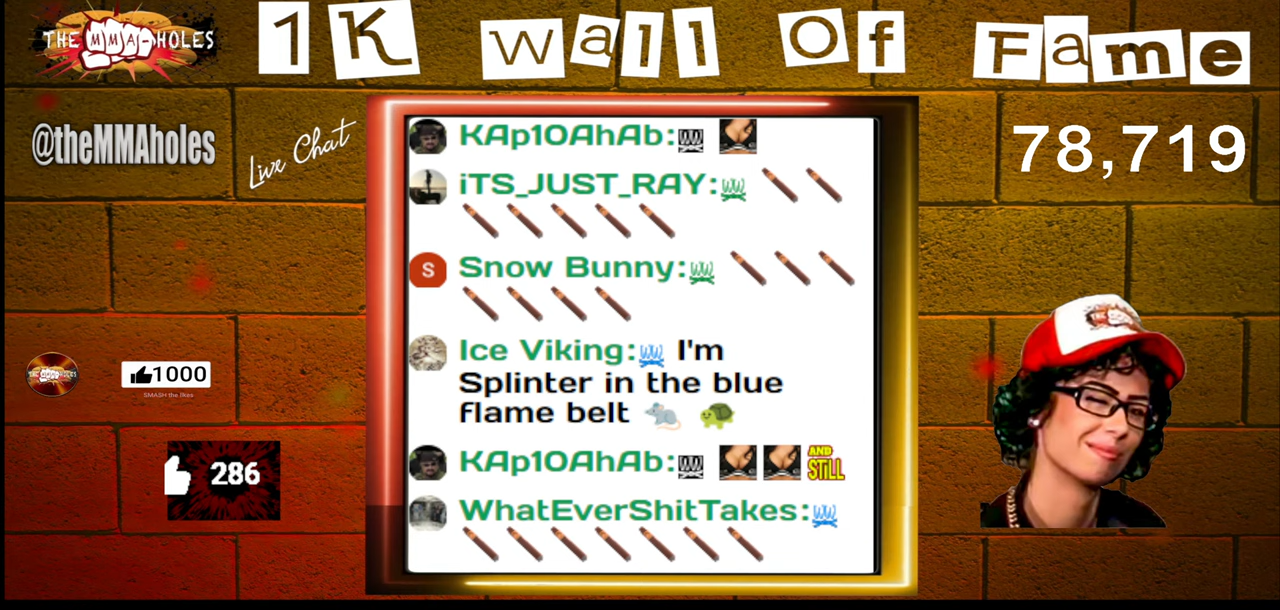 THE MMA-HOLES
1K Wall Of Fame
@theMMAholes
Live Chat
78,719
KAp1OAhAb:
iTS_JUST_RAY:
S
Snow Bunny:
Ice Viking: I'm
Splinter in the blue
flame belt 🐀 🐢
KAp1OAhAb: AND STILL
WhatEverShitTakes:
1000
SMASH the likes
286